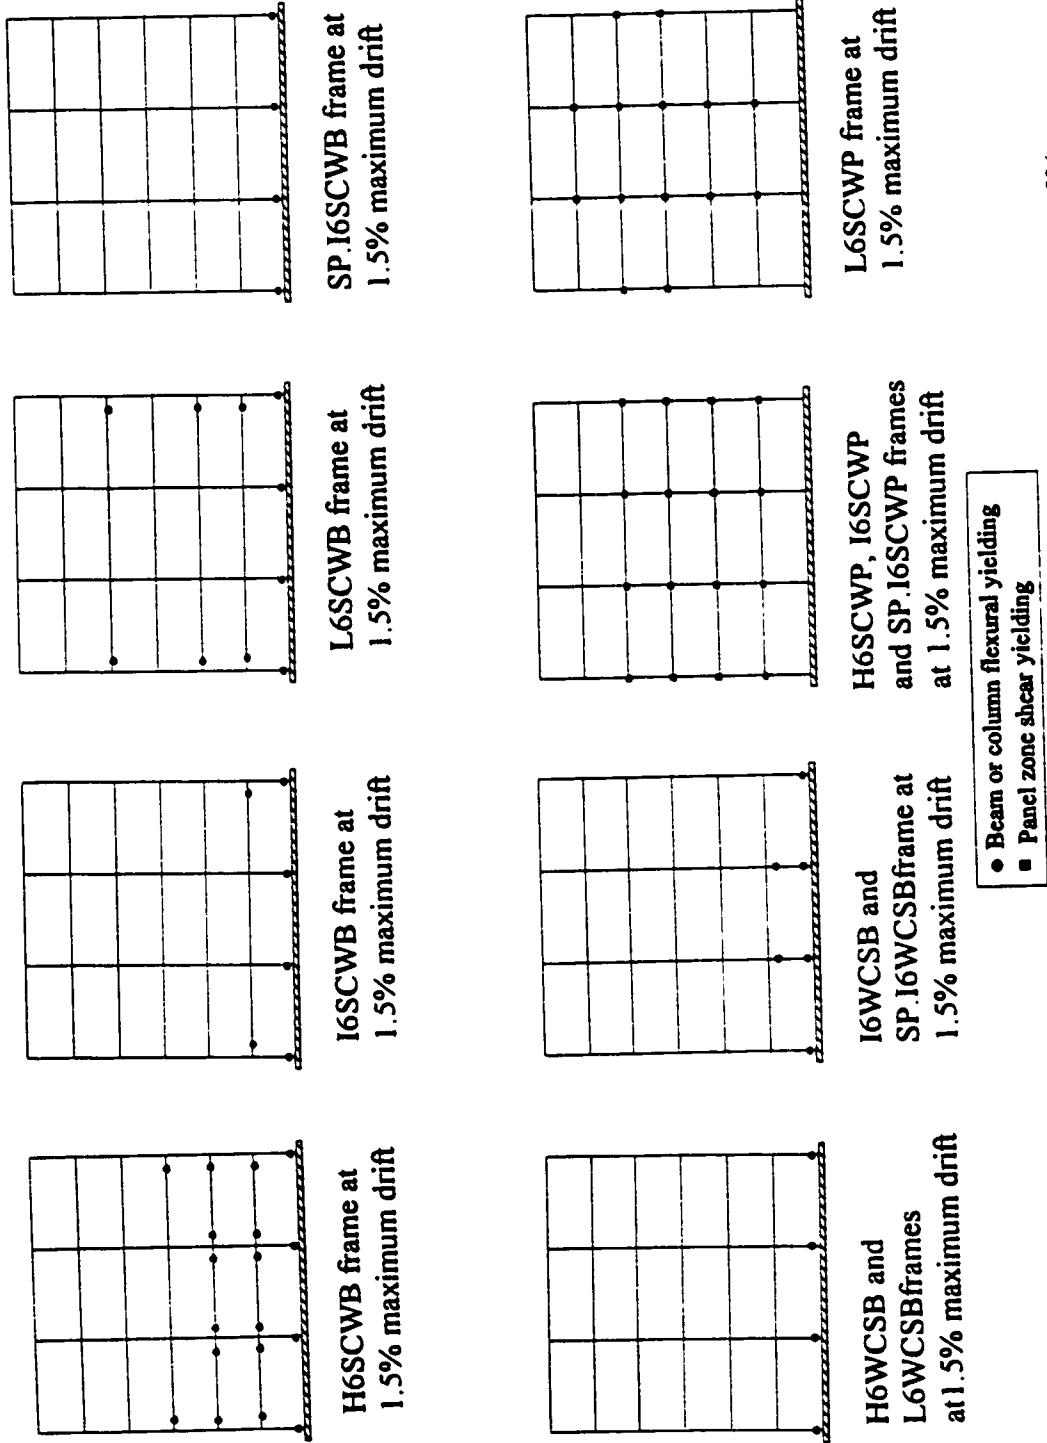 H6SCWB frame at
1.5% maximum drift
I6SCWB frame at
1.5% maximum drift
L6SCWB frame at
1.5% maximum drift
SP.I6SCWB frame at
1.5% maximum drift
H6WCSB and
L6WCSBframes
at1.5% maximum drift
I6WCSB and
SP.I6WCSBframe at
1.5% maximum drift
H6SCWP, I6SCWP
and SP.I6SCWP frames
at 1.5% maximum drift
L6SCWP frame at
1.5% maximum drift
Beam or column flexural yielding
Panel zone shear yielding